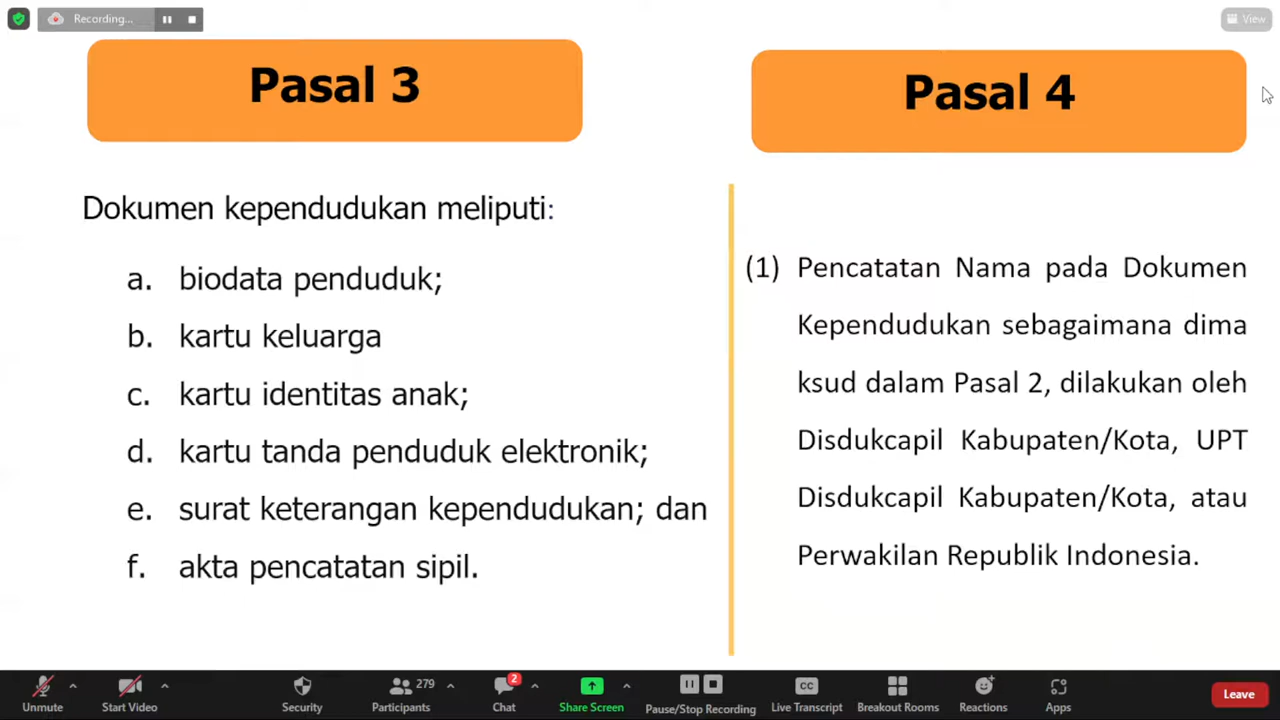 Recording...
View
Pasal 3
Dokumen kependudukan meliputi:
a. biodata penduduk;
b. kartu keluarga
c. kartu identitas anak;
d. kartu tanda penduduk elektronik;
e. surat keterangan kependudukan; dan
f. akta pencatatan sipil.
Pasal 4
(1) Pencatatan Nama pada Dokumen
Kependudukan sebagaimana dima
ksud dalam Pasal 2, dilakukan oleh
Disdukcapil Kabupaten/Kota, UPT
Disdukcapil Kabupaten/Kota, atau
Perwakilan Republik Indonesia.
Unmute
Start Video
Security
279
Participants
2
Chat
Share Screen
Pause/Stop Recording
CC
Live Transcript
Breakout Rooms
Reactions
Apps
Leave